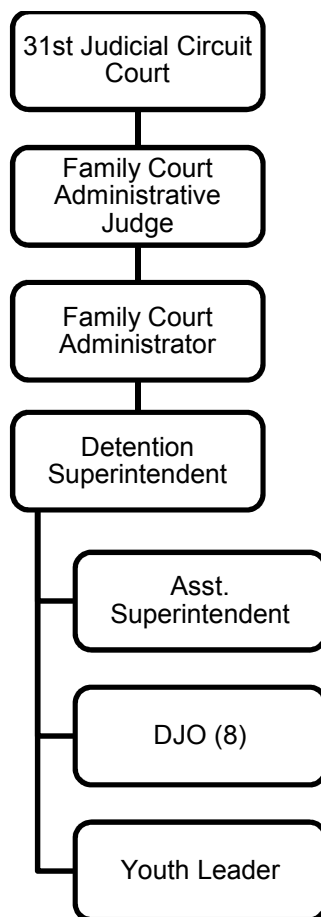 31st Judicial Circuit
Court
Family Court
Administrative
Judge
Family Court
Administrator
Detention
Superintendent
Asst.
Superintendent
DJO (8)
Youth Leader